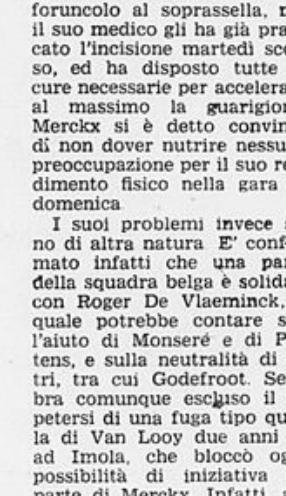 foruncolo al soprassella,
il suo medico gli ha già pra
cato l'incisione martedì sco
so, ed ha disposto tutte
cure necessarie per accelera
al massimo la guarigion
Merckx si è detto convin
di non dover nutrire nessu
preoccupazione per il suo re
dimento fisico nella gara
domenica
I suoi problemi invece s
no di altra natura E' conf
mato infatti che una par
della squadra belga è solida
con Roger De Vlaeminck,
quale potrebbe contare s
l'aiuto di Monseré e di P
tens, e sulla neutralità di
tri, tra cui Godefroot. Se
bra comunque escluso il
petersi di una fuga tipo que
la di Van Looy due anni
ad Imola, che bloccò og
possibilità di iniziativa
parte di Merckx. Infatti,